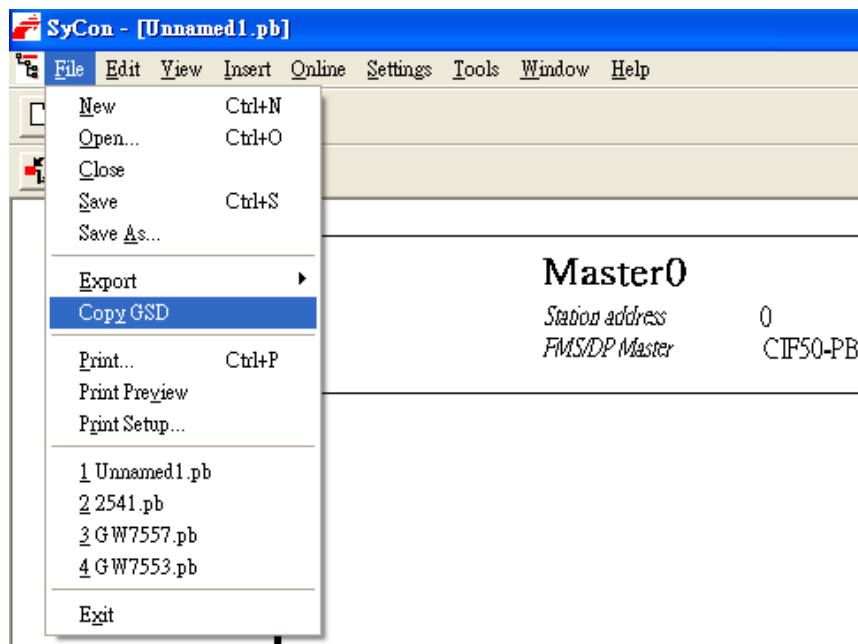 SyCon - [Unnamed1.pb]
File Edit View Insert Online Settings Tools Window Help
New Ctrl+N
Open... Ctrl+O
Close
Save Ctrl+S
Save As...
Export
Copy GSD
Print... Ctrl+P
Print Preview
Print Setup...
1 Unnamed1.pb
2 2541.pb
3 GW7557.pb
4 GW7553.pb
Exit
Master0
Station address 0
FMS/DP Master CIF50-PB